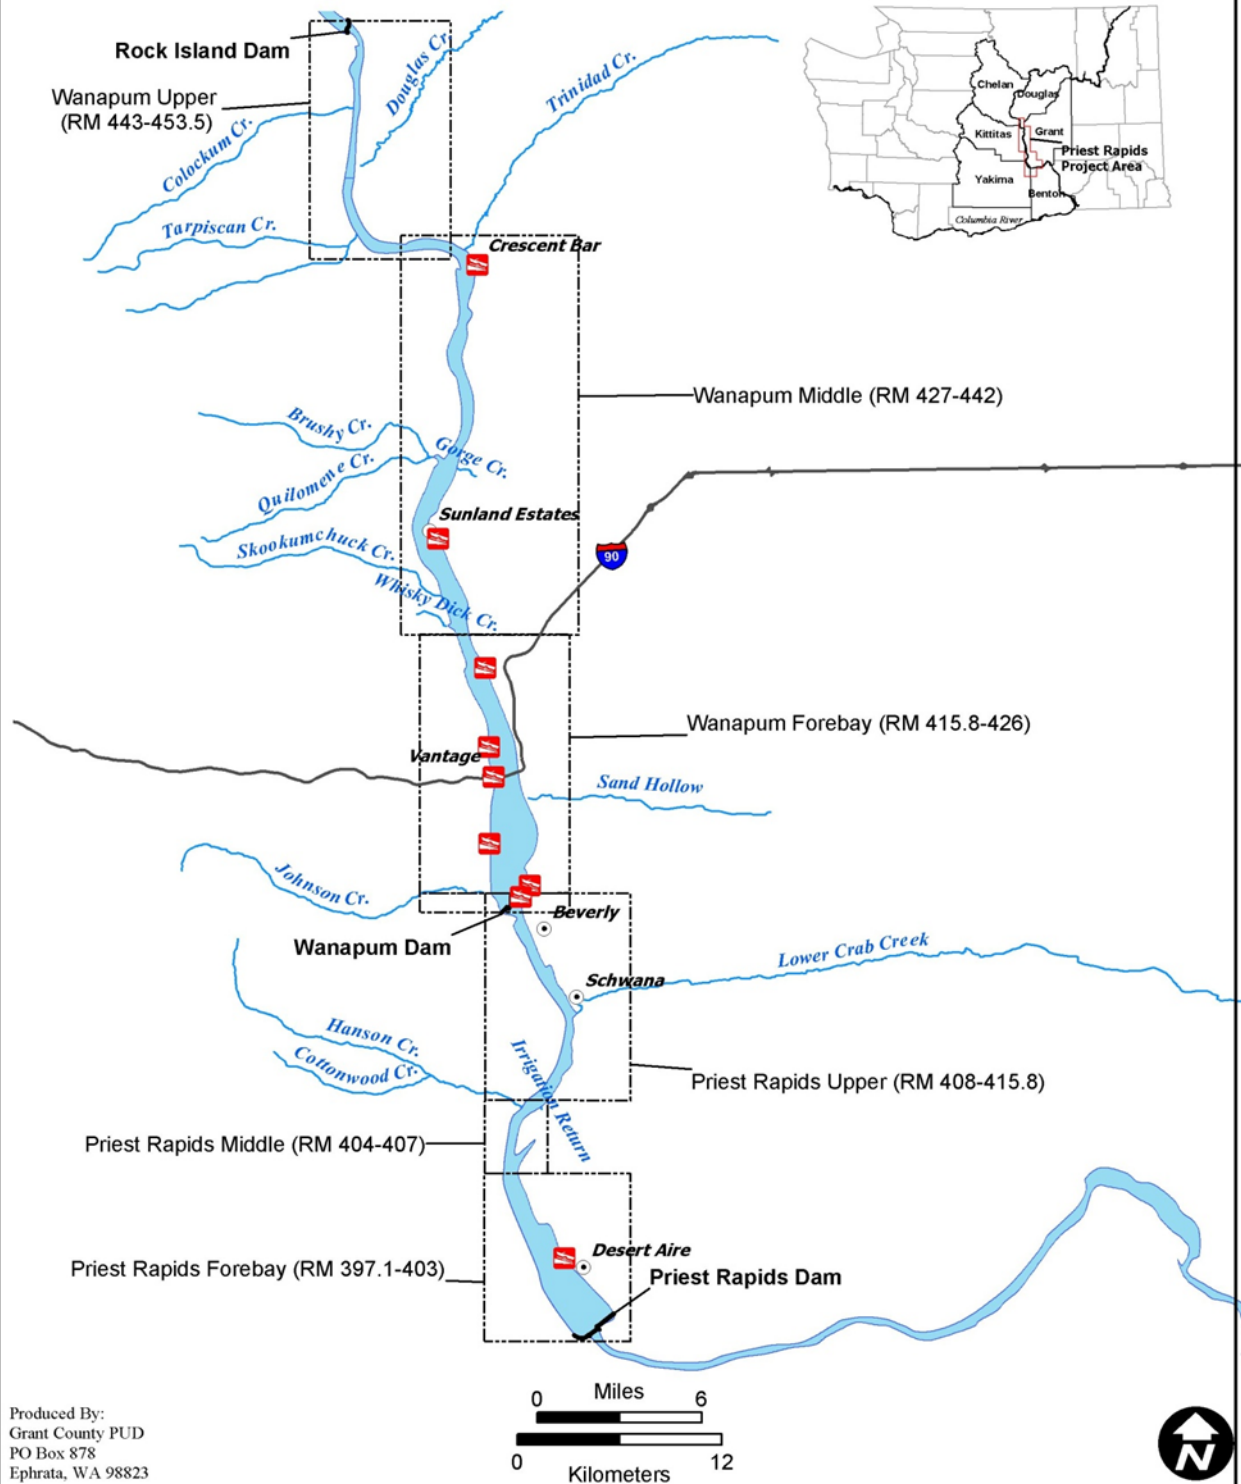 Rock Island Dam
Wanapum Upper
(RM 443-453.5)
Douglas Cr.
Trinidad Cr.
Colockum Cr.
Tarpiscan Cr.
Crescent Bar
Chelan
Douglas
Kittitas
Grant
Priest Rapids
Project Area
Yakima
Benton
Columbia River
Wanapum Middle (RM 427-442)
Brushy Cr.
Gorge Cr.
Quilomene Cr.
Sunland Estates
Skookumchuck Cr.
90
Whisky Dick Cr.
Wanapum Forebay (RM 415.8-426)
Vantage
Sand Hollow
Johnson Cr.
Beverly
Wanapum Dam
Lower Crab Creek
Schwana
Hanson Cr.
Cottonwood Cr.
Irrigation Return
Priest Rapids Upper (RM 408-415.8)
Priest Rapids Middle (RM 404-407)
Desert Aire
Priest Rapids Forebay (RM 397.1-403)
Priest Rapids Dam
0 Miles 6
0 12
Kilometers
Produced By:
Grant County PUD
PO Box 878
Ephrata, WA 98823
N